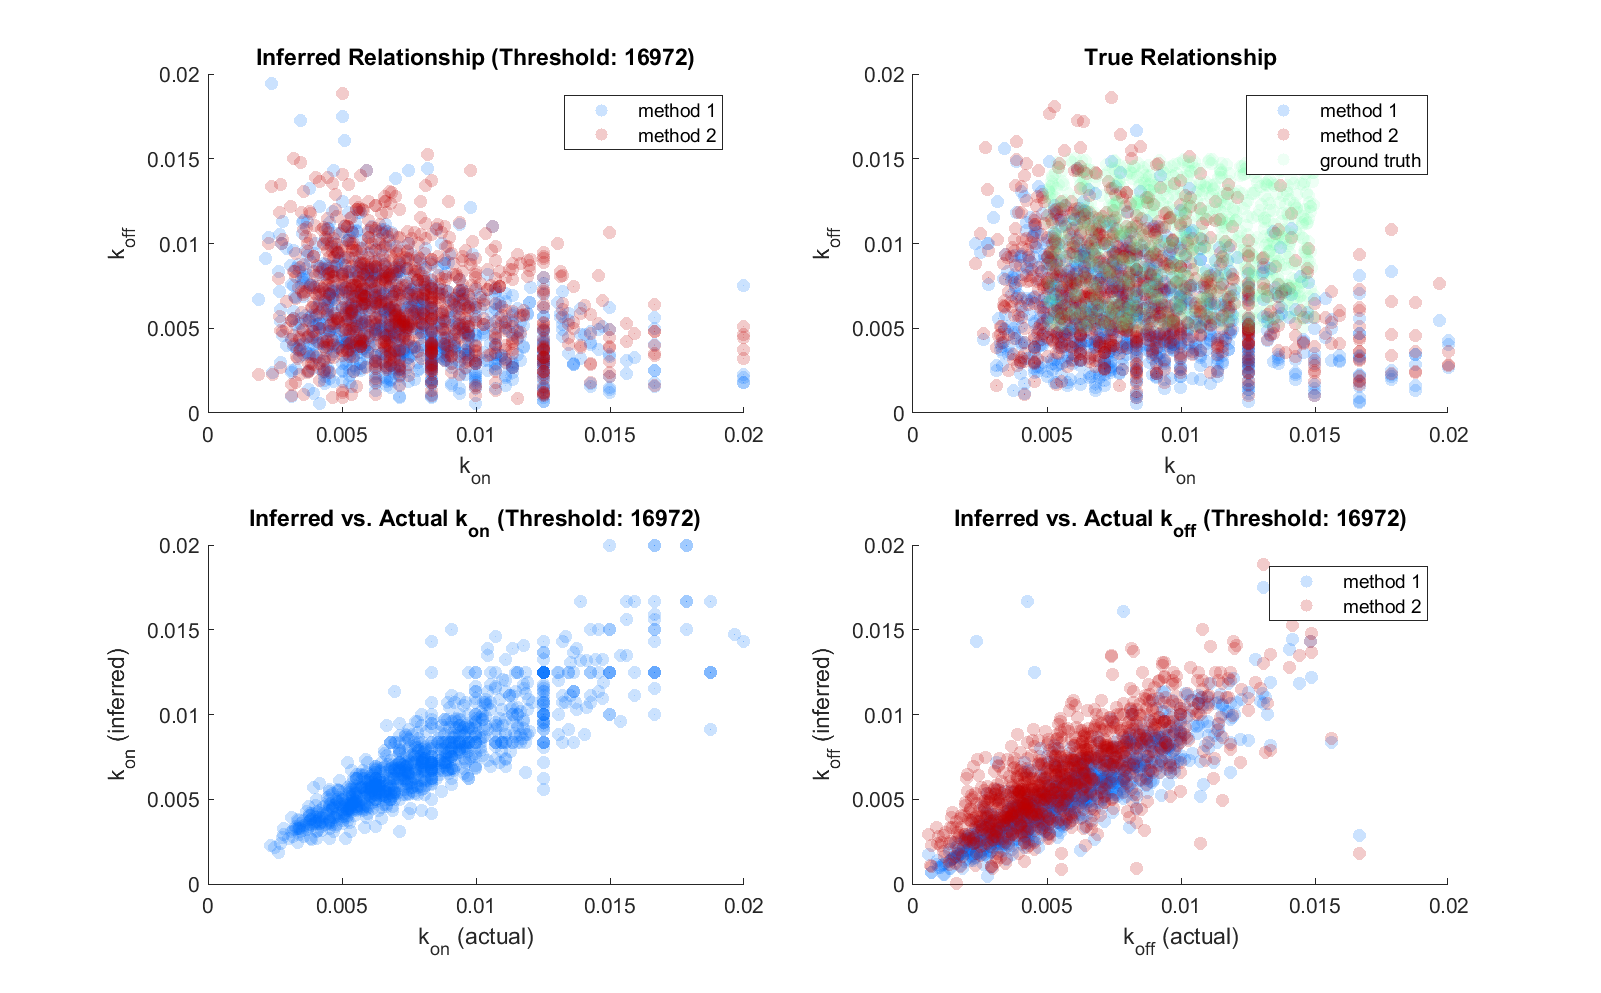 Inferred Relationship (Threshold: 16972)
0.02
0.015
0.01
0.005
0
k_off
method 1
method 2
0 0.005 0.01 0.015 0.02
k_on
True Relationship
0.02
0.015
0.01
0.005
0
k_off
method 1
method 2
ground truth
0 0.005 0.01 0.015 0.02
k_on
Inferred vs. Actual k_on (Threshold: 16972)
0.02
0.015
0.01
0.005
0
k_on (inferred)
0 0.005 0.01 0.015 0.02
k_on (actual)
Inferred vs. Actual k_off (Threshold: 16972)
0.02
0.015
0.01
0.005
0
k_off (inferred)
method 1
method 2
0 0.005 0.01 0.015 0.02
k_off (actual)